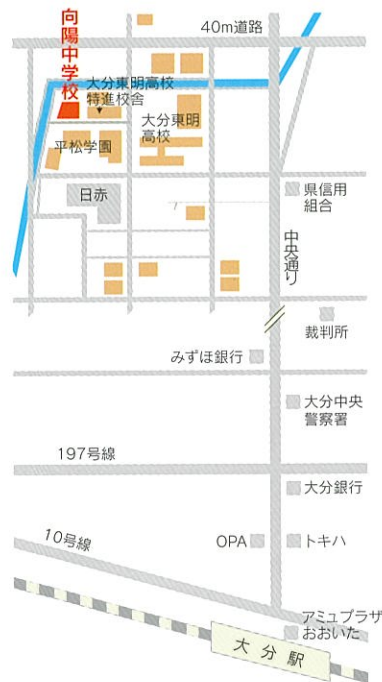 向陽中学校
40m道路
大分東明高校
特進校舎
大分東明
高校
平松学園
日赤
県信用
組合
中央通り
裁判所
みずほ銀行
大分中央
警察署
197号線
大分銀行
10号線
OPA
トキハ
アミュプラザ
おおいた
大分駅